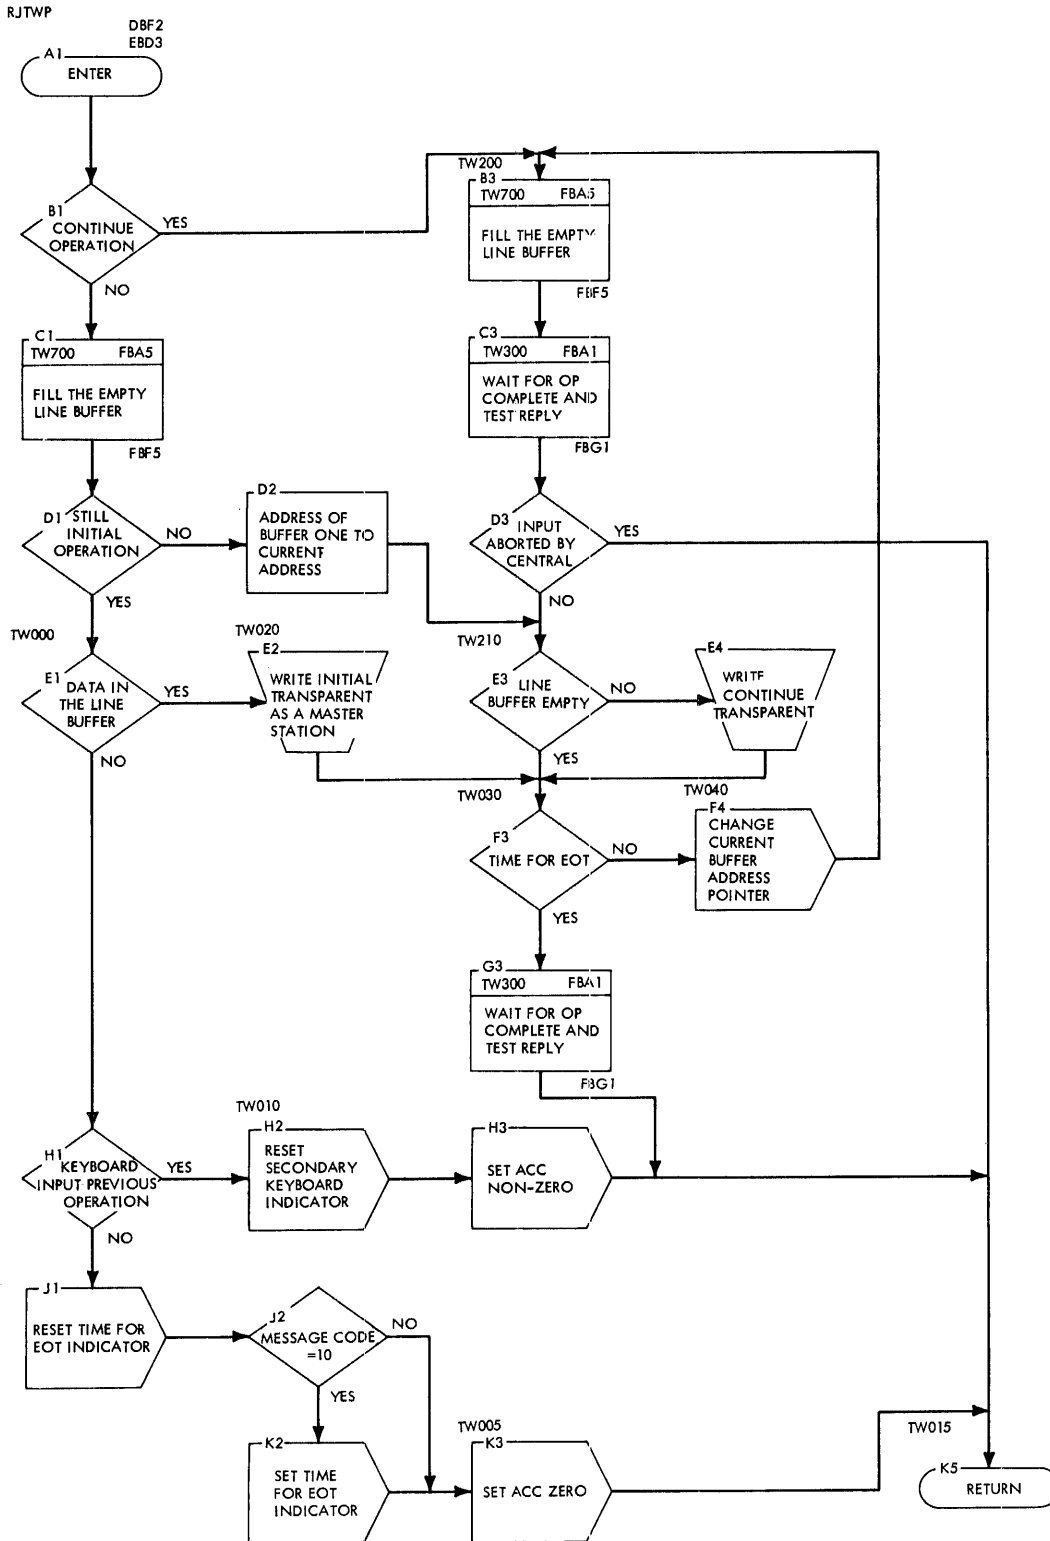 RJTWP
DBF2
EBD3
A1
ENTER
TW200
B3
TW700 FBA5
FILL THE EMPTY
LINE BUFFER
FBF5
B1
CONTINUE
OPERATION
YES
NO
C1
TW700 FBA5
FILL THE EMPTY
LINE BUFFER
FBF5
C3
TW300 FBA1
WAIT FOR OP
COMPLETE AND
TEST REPLY
FBG1
D1 STILL
INITIAL
OPERATION
NO
YES
D2
ADDRESS OF
BUFFER ONE TO
CURRENT
ADDRESS
D3 INPUT
ABORTED BY
CENTRAL
YES
NO
TW000
E1
DATA IN
THE LINE
BUFFER
YES
NO
TW020
E2
WRITE INITIAL
TRANSPARENT
AS A MASTER
STATION
TW210
E3 LINE
BUFFER EMPTY
NO
YES
E4
WRITE
CONTINUE
TRANSPARENT
TW030
TW040
F3
TIME FOR EOT
NO
YES
F4
CHANGE
CURRENT
BUFFER
ADDRESS
POINTER
G3
TW300 FBA1
WAIT FOR OP
COMPLETE AND
TEST REPLY
FBG1
H1
KEYBOARD
INPUT PREVIOUS
OPERATION
YES
NO
TW010
H2
RESET
SECONDARY
KEYBOARD
INDICATOR
H3
SET ACC
NON-ZERO
J1
RESET TIME FOR
EOT INDICATOR
J2
MESSAGE CODE
=10
NO
YES
K2
SET TIME
FOR EOT
INDICATOR
TW005
K3
SET ACC ZERO
TW015
K5
RETURN